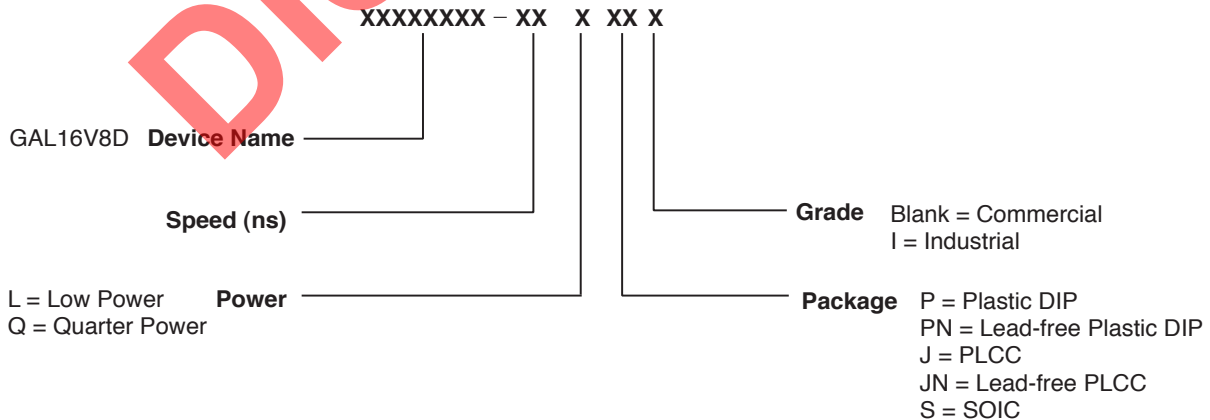 XXXXXXXX – XX X XX X
GAL16V8D Device Name
Speed (ns)
Grade Blank = Commercial
I = Industrial
L = Low Power Power
Q = Quarter Power
Package P = Plastic DIP
PN = Lead-free Plastic DIP
J = PLCC
JN = Lead-free PLCC
S = SOIC